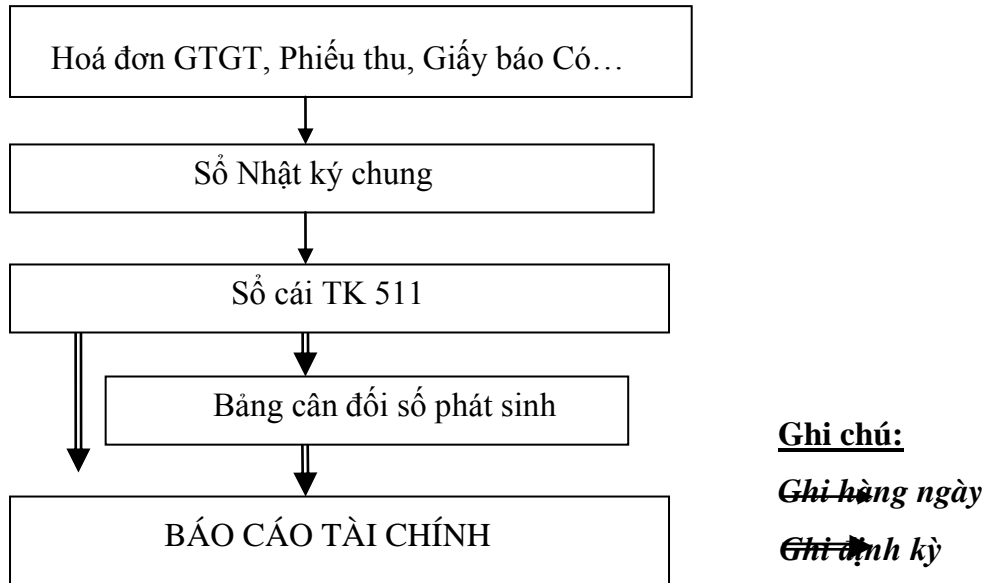 Hoá đơn GTGT, Phiếu thu, Giấy báo Có…
Sổ Nhật ký chung
Sổ cái TK 511
Bảng cân đối số phát sinh
BÁO CÁO TÀI CHÍNH
Ghi chú:
Ghi hàng ngày
Ghi định kỳ